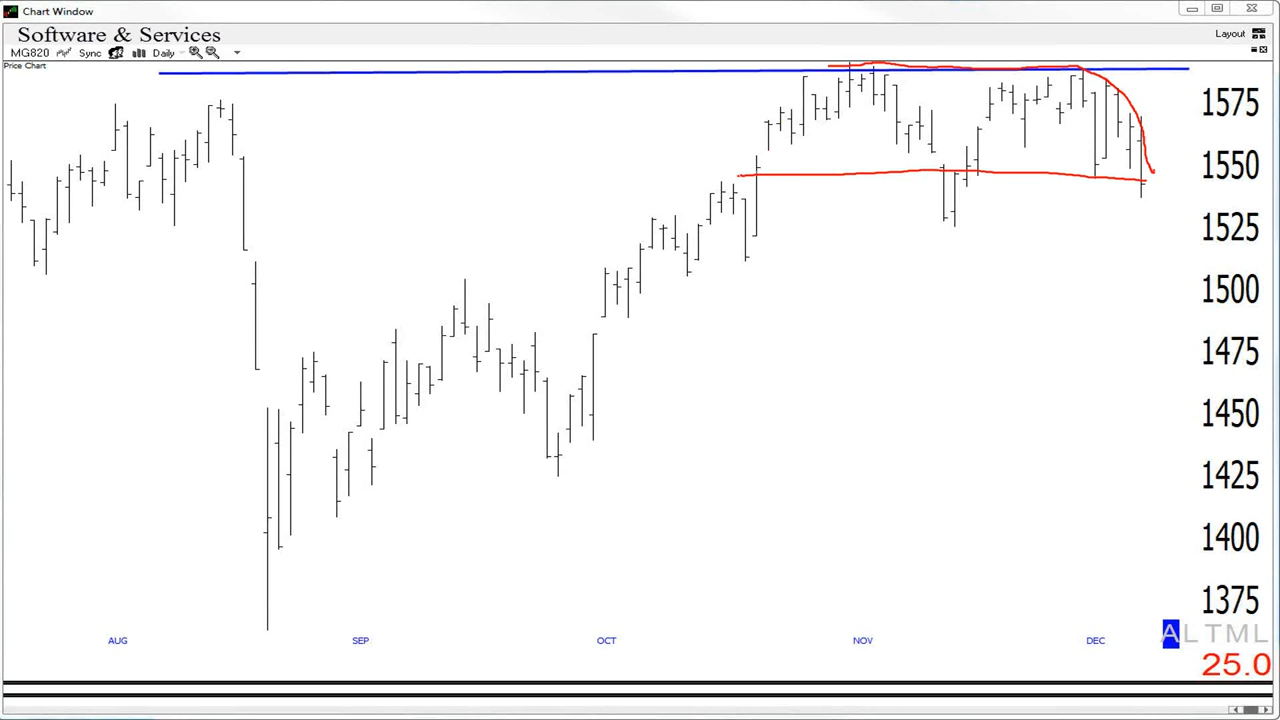 Chart Window
Software & Services
Layout
MG820 Sync Daily
Price Chart
1575
1550
1525
1500
1475
1450
1425
1400
1375
AUG SEP OCT NOV DEC
A L T M L
25.0